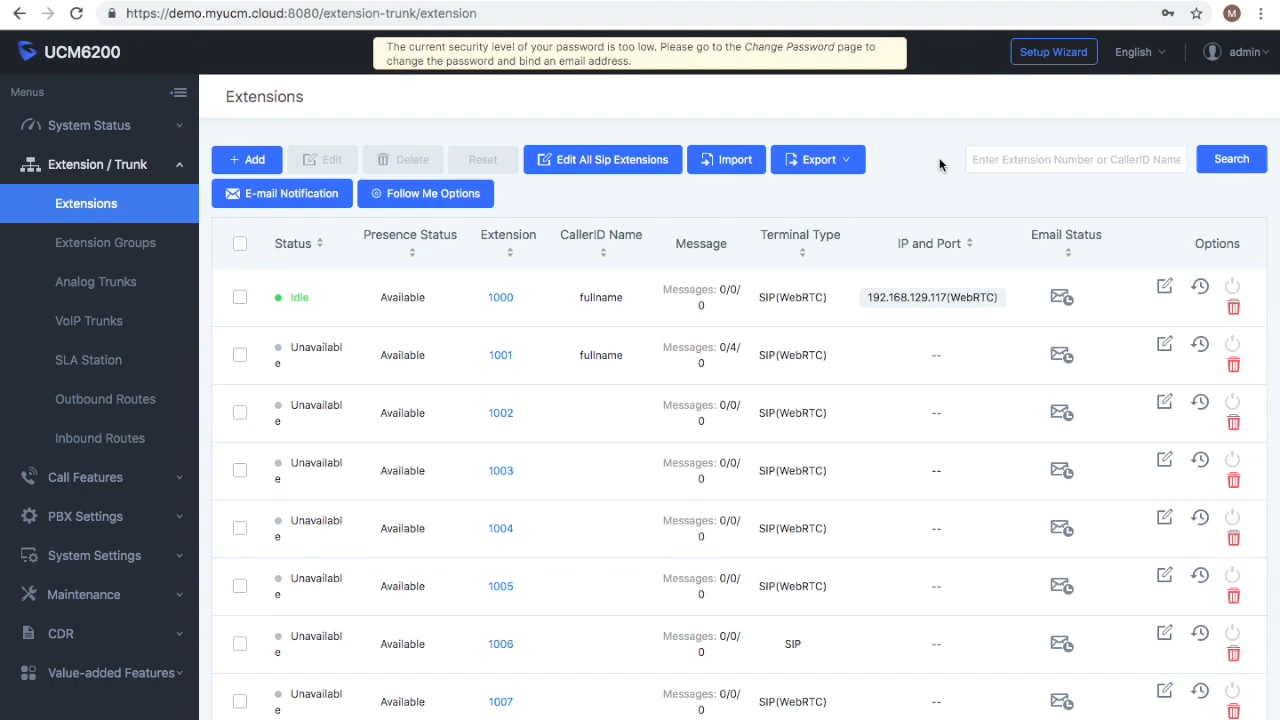 https://demo.myucm.cloud:8080/extension-trunk/extension
M
UCM6200
The current security level of your password is too low. Please go to the Change Password page to
change the password and bind an email address.
Setup Wizard
English
admin
Menus
System Status
Extension / Trunk
Extensions
Extension Groups
Analog Trunks
VoIP Trunks
SLA Station
Outbound Routes
Inbound Routes
Call Features
PBX Settings
System Settings
Maintenance
CDR
Value-added Features
Extensions
+ Add
Edit
Delete
Reset
Edit All Sip Extensions
Import
Export
Enter Extension Number or CallerID Name
Search
E-mail Notification
Follow Me Options
Status Presence Status Extension CallerID Name Message Terminal Type IP and Port Email Status Options
Idle Available 1000 fullname Messages: 0/0/ SIP(WebRTC) 192.168.129.117(WebRTC)
0
Unavailabl Available 1001 fullname Messages: 0/4/ SIP(WebRTC) --
e 0
Unavailabl Available 1002 Messages: 0/0/ SIP(WebRTC) --
e 0
Unavailabl Available 1003 Messages: 0/0/ SIP(WebRTC) --
e 0
Unavailabl Available 1004 Messages: 0/0/ SIP(WebRTC) --
e 0
Unavailabl Available 1005 Messages: 0/0/ SIP(WebRTC) --
e 0
Unavailabl Available 1006 Messages: 0/0/ SIP --
e 0
Unavailabl Available 1007 Messages: 0/0/ SIP(WebRTC) --
e 0